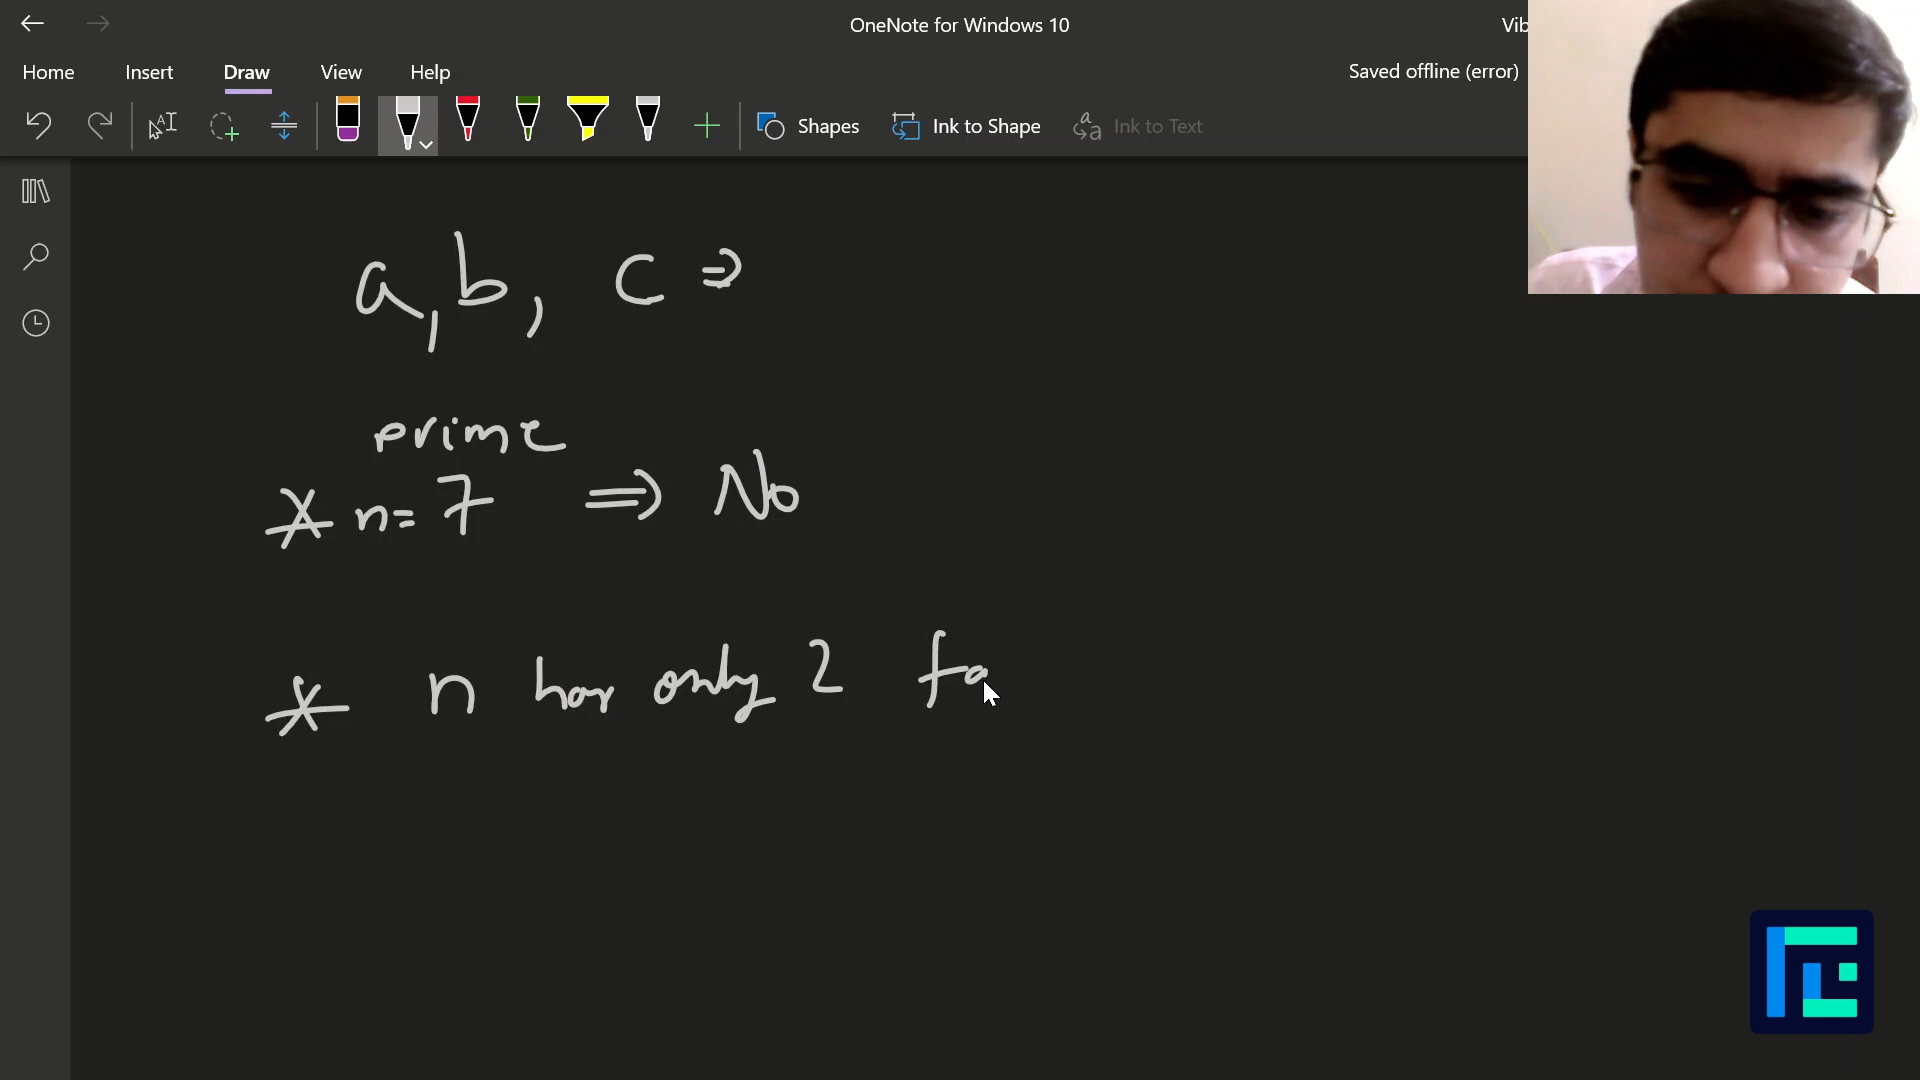 OneNote for Windows 10
Vib
Home Insert Draw View Help
Saved offline (error)
Shapes Ink to Shape Ink to Text
a, b, c ⇒
prime
* n = 7 ⇒ No
* n has only 2 fa